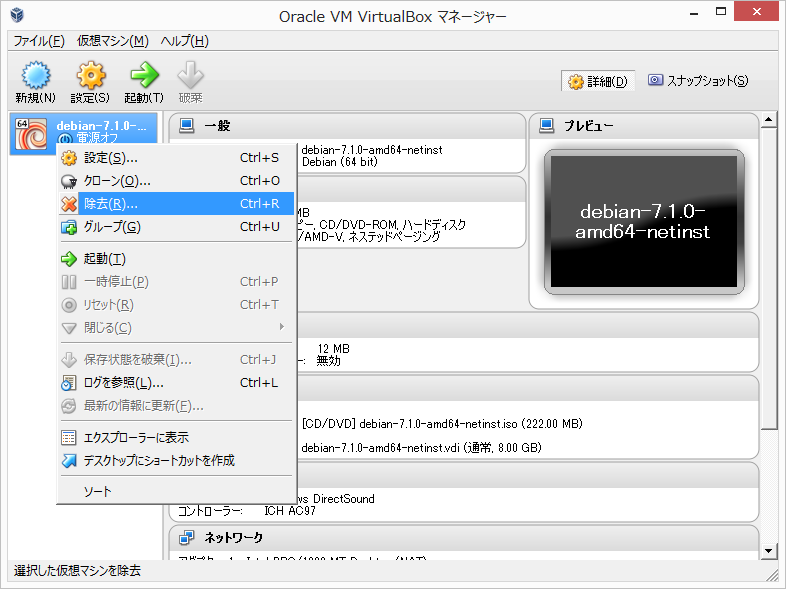 Oracle VM VirtualBox マネージャー
ファイル(F) 仮想マシン(M) ヘルプ(H)
新規(N) 設定(S) 起動(T) 破棄
詳細(D) スナップショット(S)
64
debian-7.1.0-...
電源オフ
設定(S)... Ctrl+S
クローン(O)... Ctrl+O
除去(R)... Ctrl+R
グループ(G) Ctrl+U
起動(T)
一時停止(P) Ctrl+P
リセット(R) Ctrl+T
閉じる(C)
保存状態を破棄(I)... Ctrl+J
ログを参照(L)... Ctrl+L
最新の情報に更新(F)...
エクスプローラーに表示
デスクトップにショートカットを作成
ソート
一般
debian-7.1.0-amd64-netinst
Debian (64 bit)
MB
ピー, CD/DVD-ROM, ハードディスク
/AMD-V, ネステッドページング
プレビュー
debian-7.1.0-
amd64-netinst
12 MB
ー: 無効
[CD/DVD] debian-7.1.0-amd64-netinst.iso (222.00 MB)
debian-7.1.0-amd64-netinst.vdi (通常, 8.00 GB)
ws DirectSound
コントローラー: ICH AC97
ネットワーク
選択した仮想マシンを除去